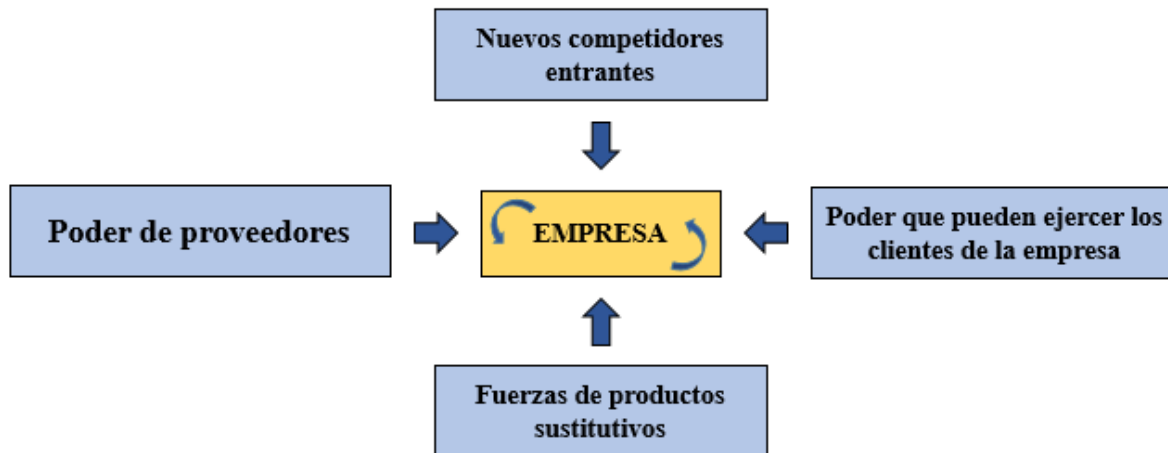 Nuevos competidores
entrantes
Poder de proveedores
EMPRESA
Poder que pueden ejercer los
clientes de la empresa
Fuerzas de productos
sustitutivos